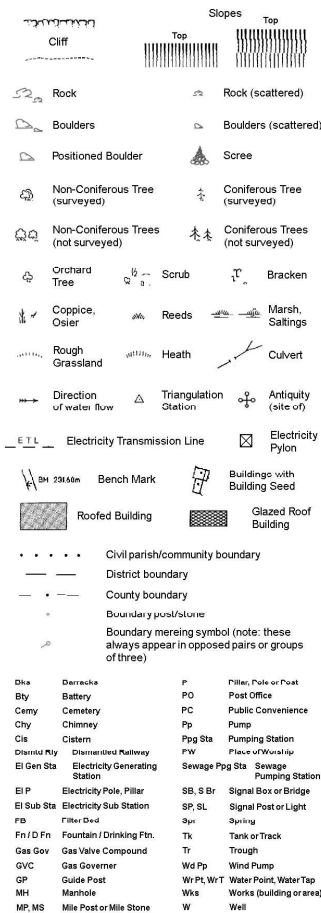 Slopes
Top
Top
Cliff
Rock
Rock (scattered)
Boulders
Boulders (scattered)
Positioned Boulder
Scree
Non-Coniferous Tree
(surveyed)
Coniferous Tree
(surveyed)
Non-Coniferous Trees
(not surveyed)
Coniferous Trees
(not surveyed)
Orchard
Tree
Scrub
Bracken
Coppice,
Osier
Reeds
Marsh,
Saltings
Rough
Grassland
Heath
Culvert
Direction
of water flow
Triangulation
Station
Antiquity
(site of)
E T L
Electricity Transmission Line
Electricity
Pylon
BM 231.60m
Bench Mark
Buildings with
Building Seed
Roofed Building
Glazed Roof
Building
Civil parish/community boundary
District boundary
County boundary
Boundary post/stone
Boundary mereing symbol (note: these
always appear in opposed pairs or groups
of three)
Bks Barracks
P Pillar, Pole or Post
Bty Battery
PO Post Office
Cemy Cemetery
PC Public Convenience
Chy Chimney
Pp Pump
Cis Cistern
Ppg Sta Pumping Station
Dismtd Rly Dismantled Railway
PW Place of Worship
El Gen Sta Electricity Generating
Station
Sewage Ppg Sta Sewage
Pumping Station
El P Electricity Pole, Pillar
SB, S Br Signal Box or Bridge
El Sub Sta Electricity Sub Station
SP, SL Signal Post or Light
FB Filter Bed
Spr Spring
Fn / D Fn Fountain / Drinking Ftn.
Tk Tank or Track
Gas Gov Gas Valve Compound
Tr Trough
GVC Gas Governer
Wd Pp Wind Pump
GP Guide Post
Wr Pt, Wr T Water Point, Water Tap
MH Manhole
Wks Works (building or area)
MP, MS Mile Post or Mile Stone
W Well